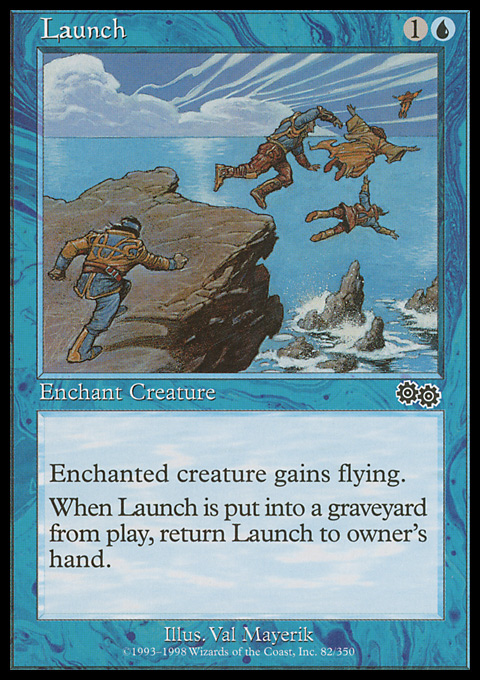 Launch 1
Enchant Creature
Enchanted creature gains flying.
When Launch is put into a graveyard
from play, return Launch to owner's
hand.
Illus. Val Mayerik
©1993–1998 Wizards of the Coast, Inc. 82/350